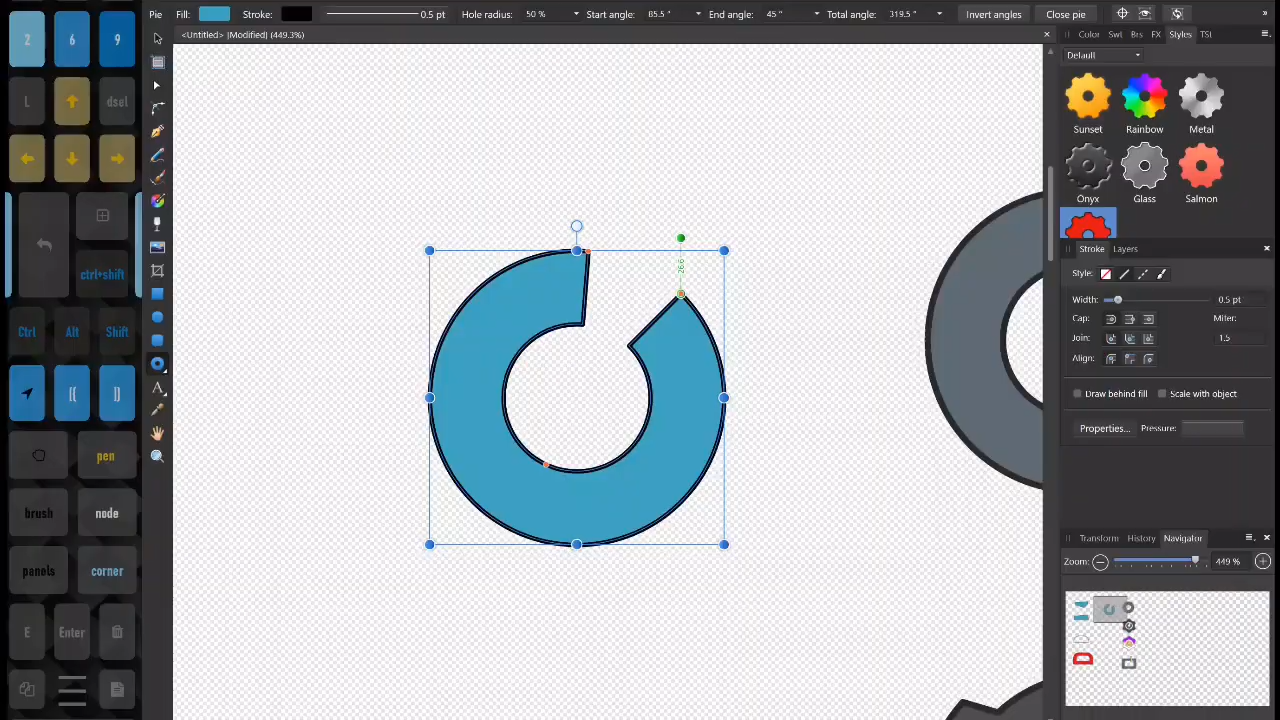 2 6 9
L dsel
ctrl+shift
Ctrl Alt Shift
[( ])
pen
brush node
panels corner
E Enter
Pie Fill: Stroke: 0.5 pt Hole radius: 50 % Start angle: 85.5 ° End angle: 45 ° Total angle: 319.5 ° Invert angles Close pie
<Untitled> [Modified] (449.3%)
26.6
A
Color Swt Brs FX Styles TSL
Default
Sunset Rainbow Metal
Onyx Glass Salmon
Stroke Layers
Style:
Width: 0.5 pt
Cap: Miter:
Join: 1.5
Align:
Draw behind fill Scale with object
Properties... Pressure:
Transform History Navigator
Zoom: 449 %